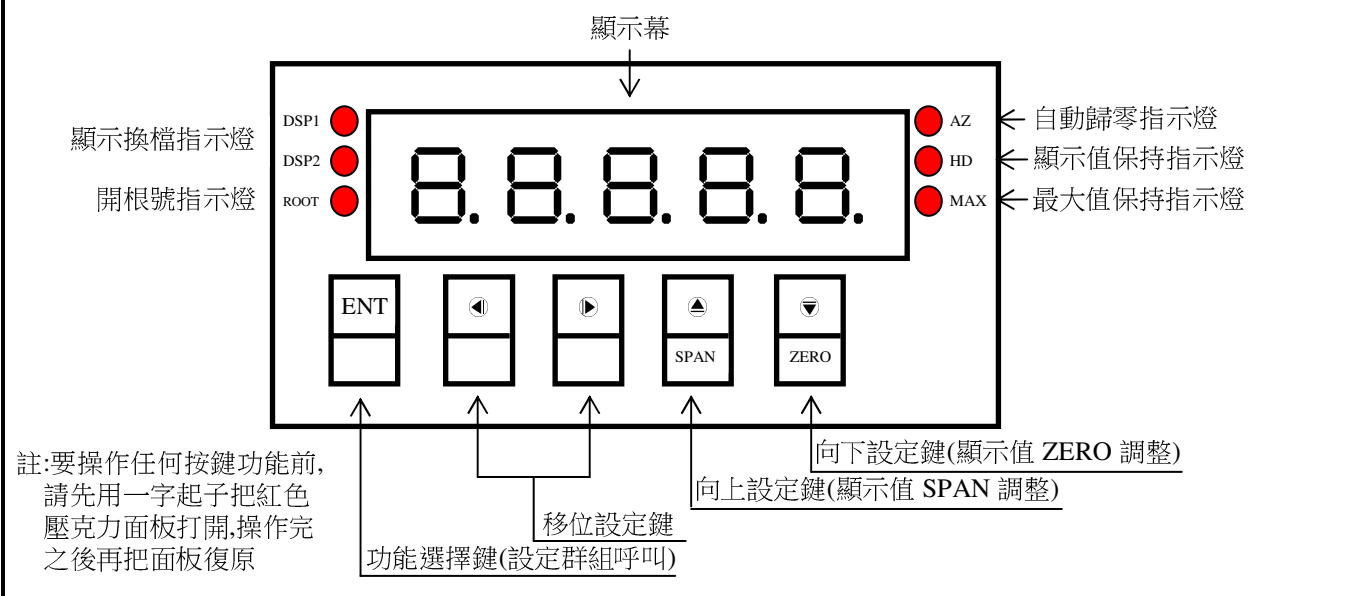 顯示幕
顯示換檔指示燈
開根號指示燈
DSP1
DSP2
ROOT
8.8.8.8.8.
AZ
HD
MAX
自動歸零指示燈
顯示值保持指示燈
最大值保持指示燈
ENT
SPAN
ZERO
向下設定鍵(顯示值 ZERO 調整)
向上設定鍵(顯示值 SPAN 調整)
移位設定鍵
功能選擇鍵(設定群組呼叫)
註:要操作任何按鍵功能前,
請先用一字起子把紅色
壓克力面板打開,操作完
之後再把面板復原